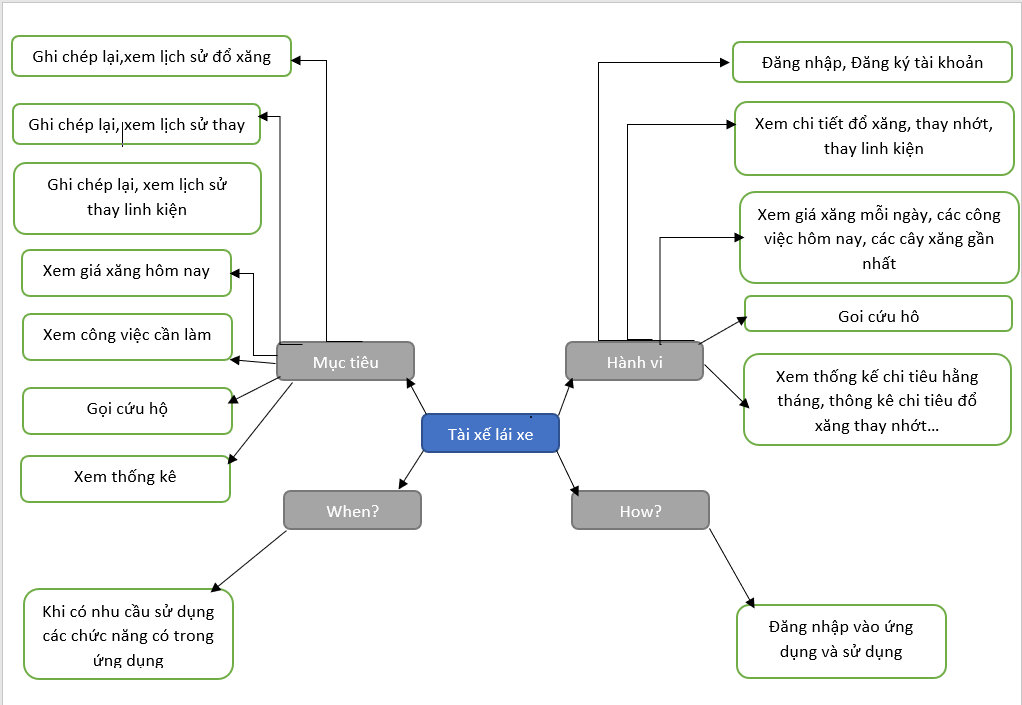 Ghi chép lại,xem lịch sử đổ xăng
Ghi chép lại, xem lịch sử thay
Ghi chép lại, xem lịch sử
thay linh kiện
Xem giá xăng hôm nay
Xem công việc cần làm
Gọi cứu hộ
Xem thống kê
Mục tiêu
Tài xế lái xe
When?
Khi có nhu cầu sử dụng
các chức năng có trong
ứng dụng
Đăng nhập, Đăng ký tài khoản
Xem chi tiết đổ xăng, thay nhớt,
thay linh kiện
Xem giá xăng mỗi ngày, các công
việc hôm nay, các cây xăng gần
nhất
Goi cứu hô
Xem thống kế chi tiêu hằng
tháng, thông kê chi tiêu đổ
xăng thay nhớt...
Hành vi
How?
Đăng nhập vào ứng
dụng và sử dụng